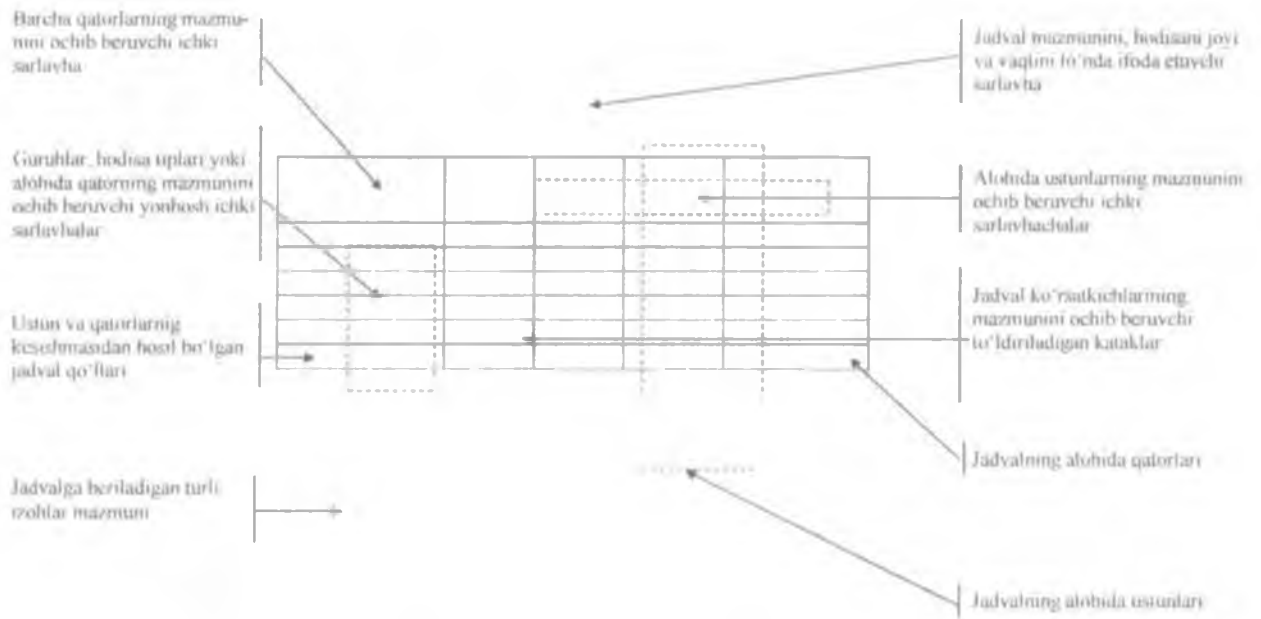 Barcha qatorlarning mazmu-
nini ochib beruvchi ichki
sarlavha
Guruhlar, hodisa tiplari yoki
alohida qatorning mazmunini
ochib beruvchi yonbosh ichki
sarlavhalar
Ustun va qatorlarnig
kesishmasidan hosil bo'lgan
jadval qo'llari
Jadvalga beriladigan turli
izohlar mazmuni
Jadval mazmunini, hodisani joyi
va vaqtini to'nda ifoda etuvchi
sarlavha
Alohida ustunlarning mazmunini
ochib beruvchi ichki
sarlavhachalar
Jadval ko'rsatkichlarining
mazmunini ochib beruvchi
to'ldiriladigan kataklar
Jadvalning alohida qatorlari
Jadvalning alohida ustunlari